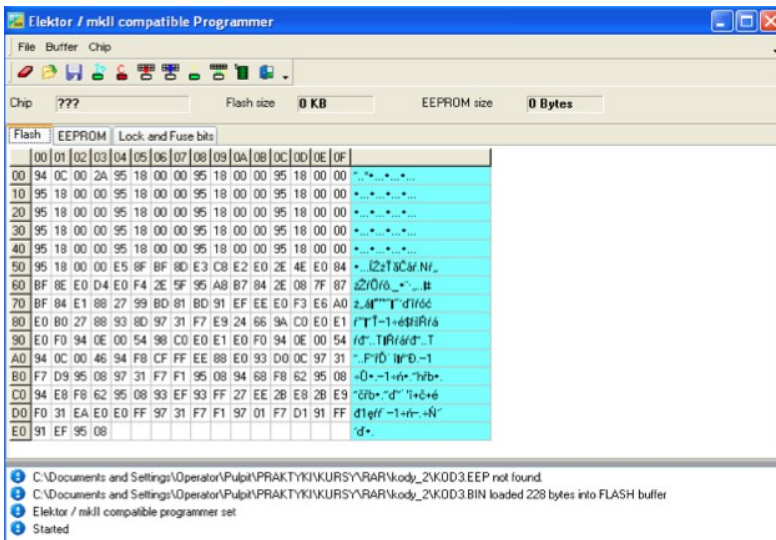 Elektor / mkII compatible Programmer
File Buffer Chip
Chip ??? Flash size 0 KB EEPROM size 0 Bytes
Flash EEPROM Lock and Fuse bits
00 01 02 03 04 05 06 07 08 09 0A 0B 0C 0D 0E 0F
00 94 0C 00 2A 95 18 00 00 95 18 00 00 95 18 00 00
10 95 18 00 00 95 18 00 00 95 18 00 00 95 18 00 00
20 95 18 00 00 95 18 00 00 95 18 00 00 95 18 00 00
30 95 18 00 00 95 18 00 00 95 18 00 00 95 18 00 00
40 95 18 00 00 95 18 00 00 95 18 00 00 95 18 00 00
50 95 18 00 00 E5 8F BF 8D E3 C8 E2 E0 2E 4E E0 84
60 BF 8E E0 D4 E0 F4 2E 5F 95 A8 B7 84 2E 08 7F 87
70 BF 84 E1 88 27 99 BD 81 BD 91 EF EE E0 F3 E6 A0
80 E0 B0 27 88 93 8D 97 31 F7 E9 24 66 9A C0 E0 E1
90 E0 F0 94 0E 00 54 98 C0 E0 E1 E0 F0 94 0E 00 54
A0 94 0C 00 46 94 F8 CF FF EE 88 E0 93 D0 0C 97 31
B0 F7 D9 95 08 97 31 F7 F1 95 08 94 68 F8 62 95 08
C0 94 E8 F8 62 95 08 93 EF 93 FF 27 EE 2B E8 2B E9
D0 F0 31 EA E0 E0 FF 97 31 F7 F1 97 01 F7 D1 91 FF
E0 91 EF 95 08
C:\Documents and Settings\Operator\Pulpit\PRAKTYKI\KURSY\RAR\kody_2\KOD3.EEP not found.
C:\Documents and Settings\Operator\Pulpit\PRAKTYKI\KURSY\RAR\kody_2\KOD3.BIN loaded 228 bytes into FLASH buffer
Elektor / mkII compatible programmer set
Started